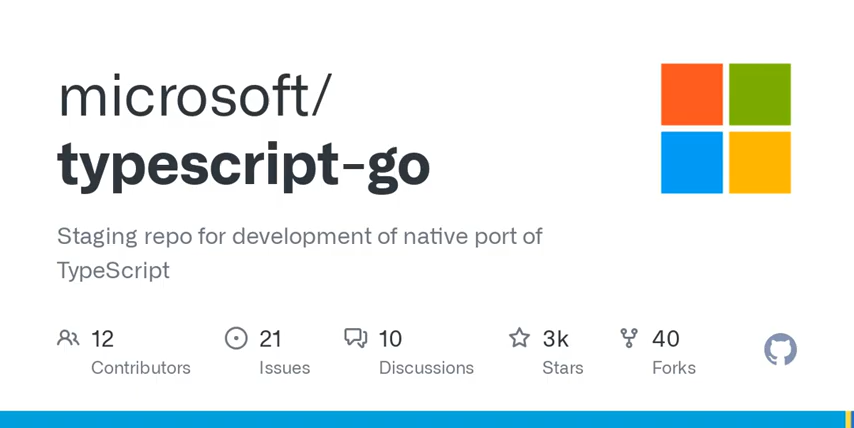 microsoft/
typescript-go
Staging repo for development of native port of
TypeScript
12 21 10 3k 40
Contributors Issues Discussions Stars Forks